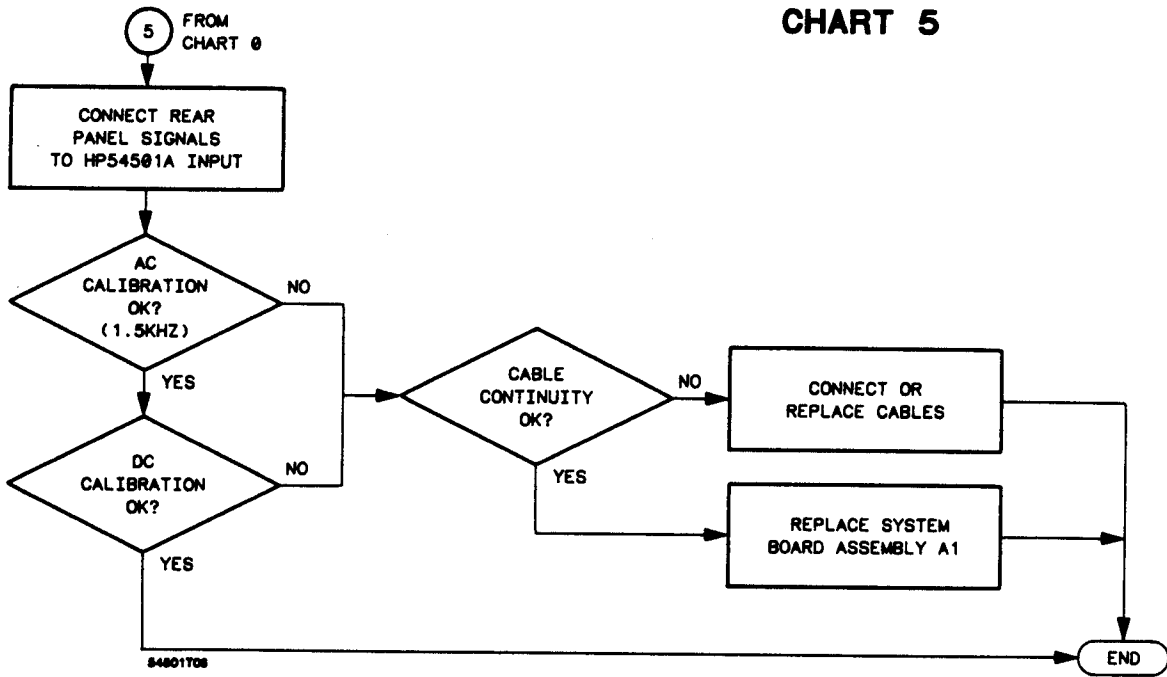 CHART 5
5
FROM
CHART 0
CONNECT REAR
PANEL SIGNALS
TO HP54501A INPUT
AC
CALIBRATION
OK?
(1.5KHZ)
NO
YES
DC
CALIBRATION
OK?
NO
YES
CABLE
CONTINUITY
OK?
NO
YES
CONNECT OR
REPLACE CABLES
REPLACE SYSTEM
BOARD ASSEMBLY A1
END